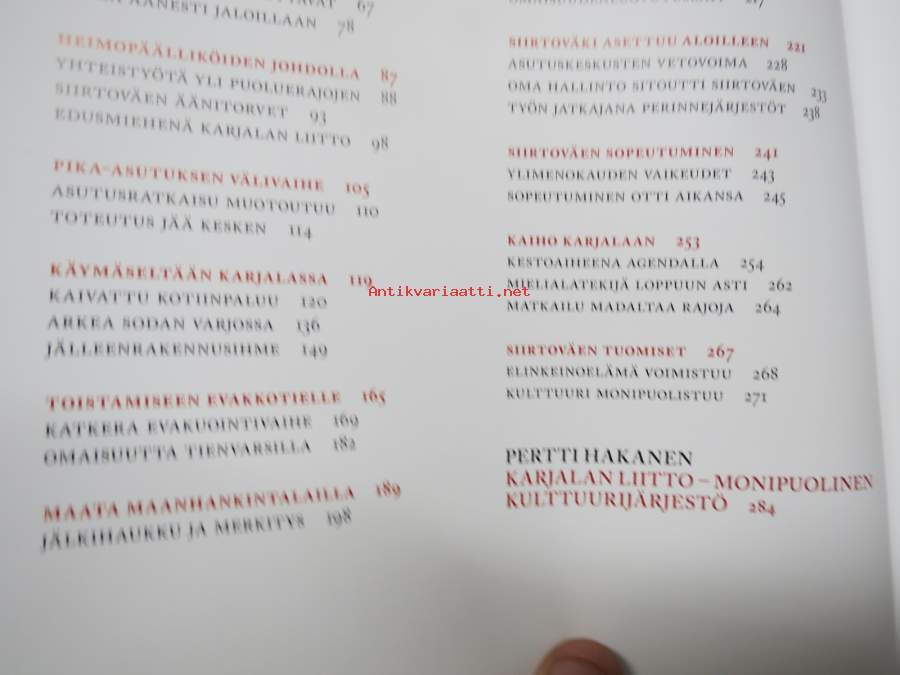 67
ÄÄNESTI JALOILLAAN 78
HEIMOPÄÄLLIKÖIDEN JOHDOLLA 87
YHTEISTYÖTÄ YLI PUOLUERAJOJEN 88
SIIRTOVÄEN ÄÄNITORVET 93
EDUSMIEHENÄ KARJALAN LIITTO 98
PIKA-ASUTUKSEN VÄLIVAIHE 105
ASUTUSRATKAISU MUOTOUTUU 110
TOTEUTUS JÄÄ KESKEN 114
KÄYMÄSELTÄÄN KARJALASSA 119
KAIVATTU KOTIINPALUU 120
ARKEA SODAN VARJOSSA 136
JÄLLEENRAKENNUSIHME 149
TOISTAMISEEN EVAKKOTIELLE 165
KATKERA EVAKUOINTIVAIHE 169
OMAISUUTTA TIENVARSILLA 182
MAATA MAANHANKINTALAILLA 189
JÄLKIHAUKKU JA MERKITYS 198
217
SIIRTOVÄKI ASETTUU ALOILLEEN 221
ASUTUSKESKUSTEN VETOVOIMA 228
OMA HALLINTO SITOUTTI SIIRTOVÄEN 233
TYÖN JATKAJANA PERINNEJÄRJESTÖT 238
SIIRTOVÄEN SOPEUTUMINEN 241
YLIMENOKAUDEN VAIKEUDET 243
SOPEUTUMINEN OTTI AIKANSA 245
KAIHO KARJALAAN 253
KESTOAIHEENA AGENDALLA 254
MIELIALATEKIJÄ LOPPUUN ASTI 262
MATKAILU MADALTAA RAJOJA 264
SIIRTOVÄEN TUOMISET 267
ELINKEINOELÄMÄ VOIMISTUU 268
KULTTUURI MONIPUOLISTUU 271
PERTTI HAKANEN
KARJALAN LIITTO – MONIPUOLINEN
KULTTUURIJÄRJESTÖ 284
Antikvariaatti.net